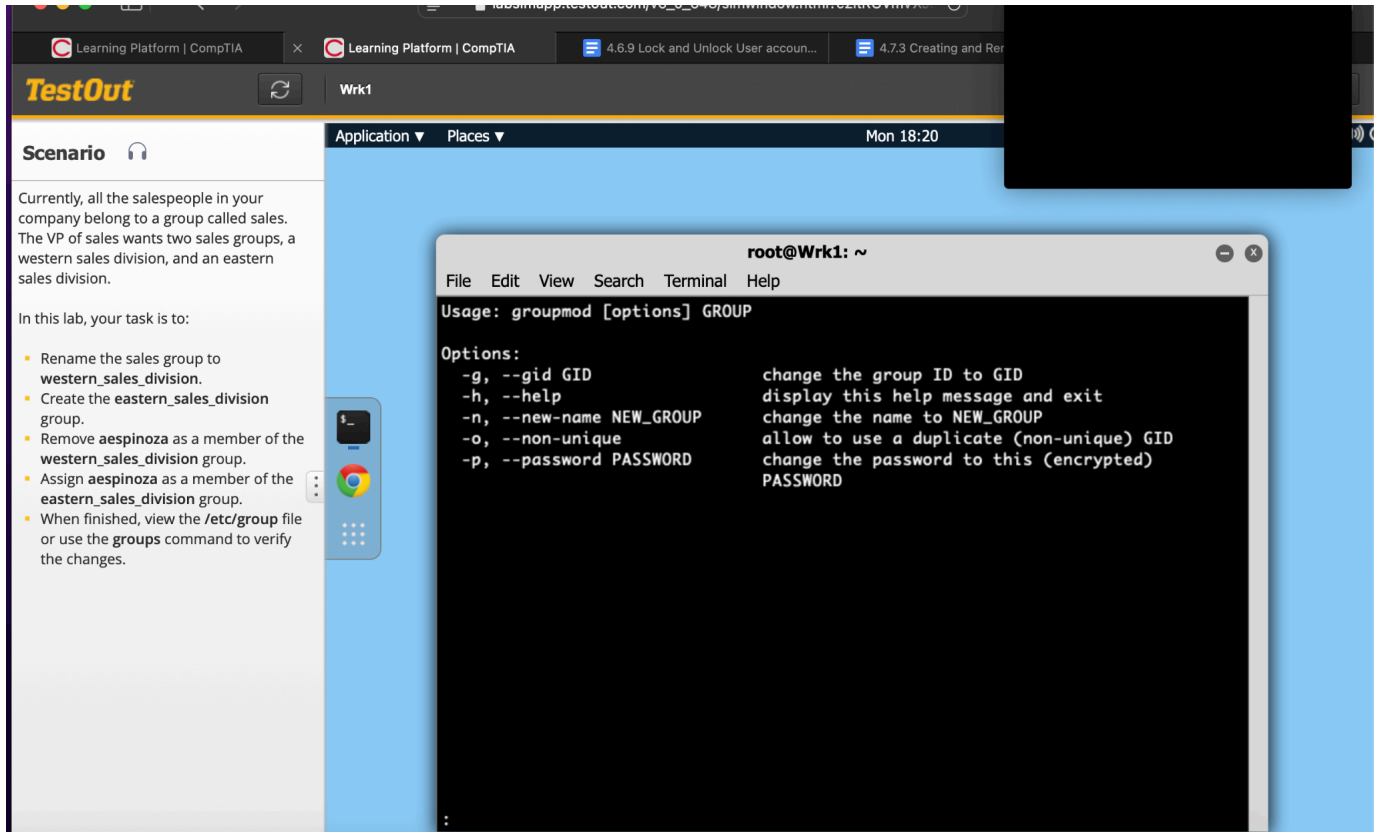 Learning Platform | CompTIA
Learning Platform | CompTIA
4.6.9 Lock and Unlock User accoun...
4.7.3 Creating and Rer
TestOut
Wrk1
Application ▼ Places ▼ Mon 18:20
Scenario
Currently, all the salespeople in your
company belong to a group called sales.
The VP of sales wants two sales groups, a
western sales division, and an eastern
sales division.
In this lab, your task is to:
Rename the sales group to
western_sales_division.
Create the eastern_sales_division
group.
Remove aespinoza as a member of the
western_sales_division group.
Assign aespinoza as a member of the
eastern_sales_division group.
When finished, view the /etc/group file
or use the groups command to verify
the changes.
root@Wrk1: ~
File Edit View Search Terminal Help
Usage: groupmod [options] GROUP
Options:
-g, --gid GID change the group ID to GID
-h, --help display this help message and exit
-n, --new-name NEW_GROUP change the name to NEW_GROUP
-o, --non-unique allow to use a duplicate (non-unique) GID
-p, --password PASSWORD change the password to this (encrypted)
PASSWORD
: